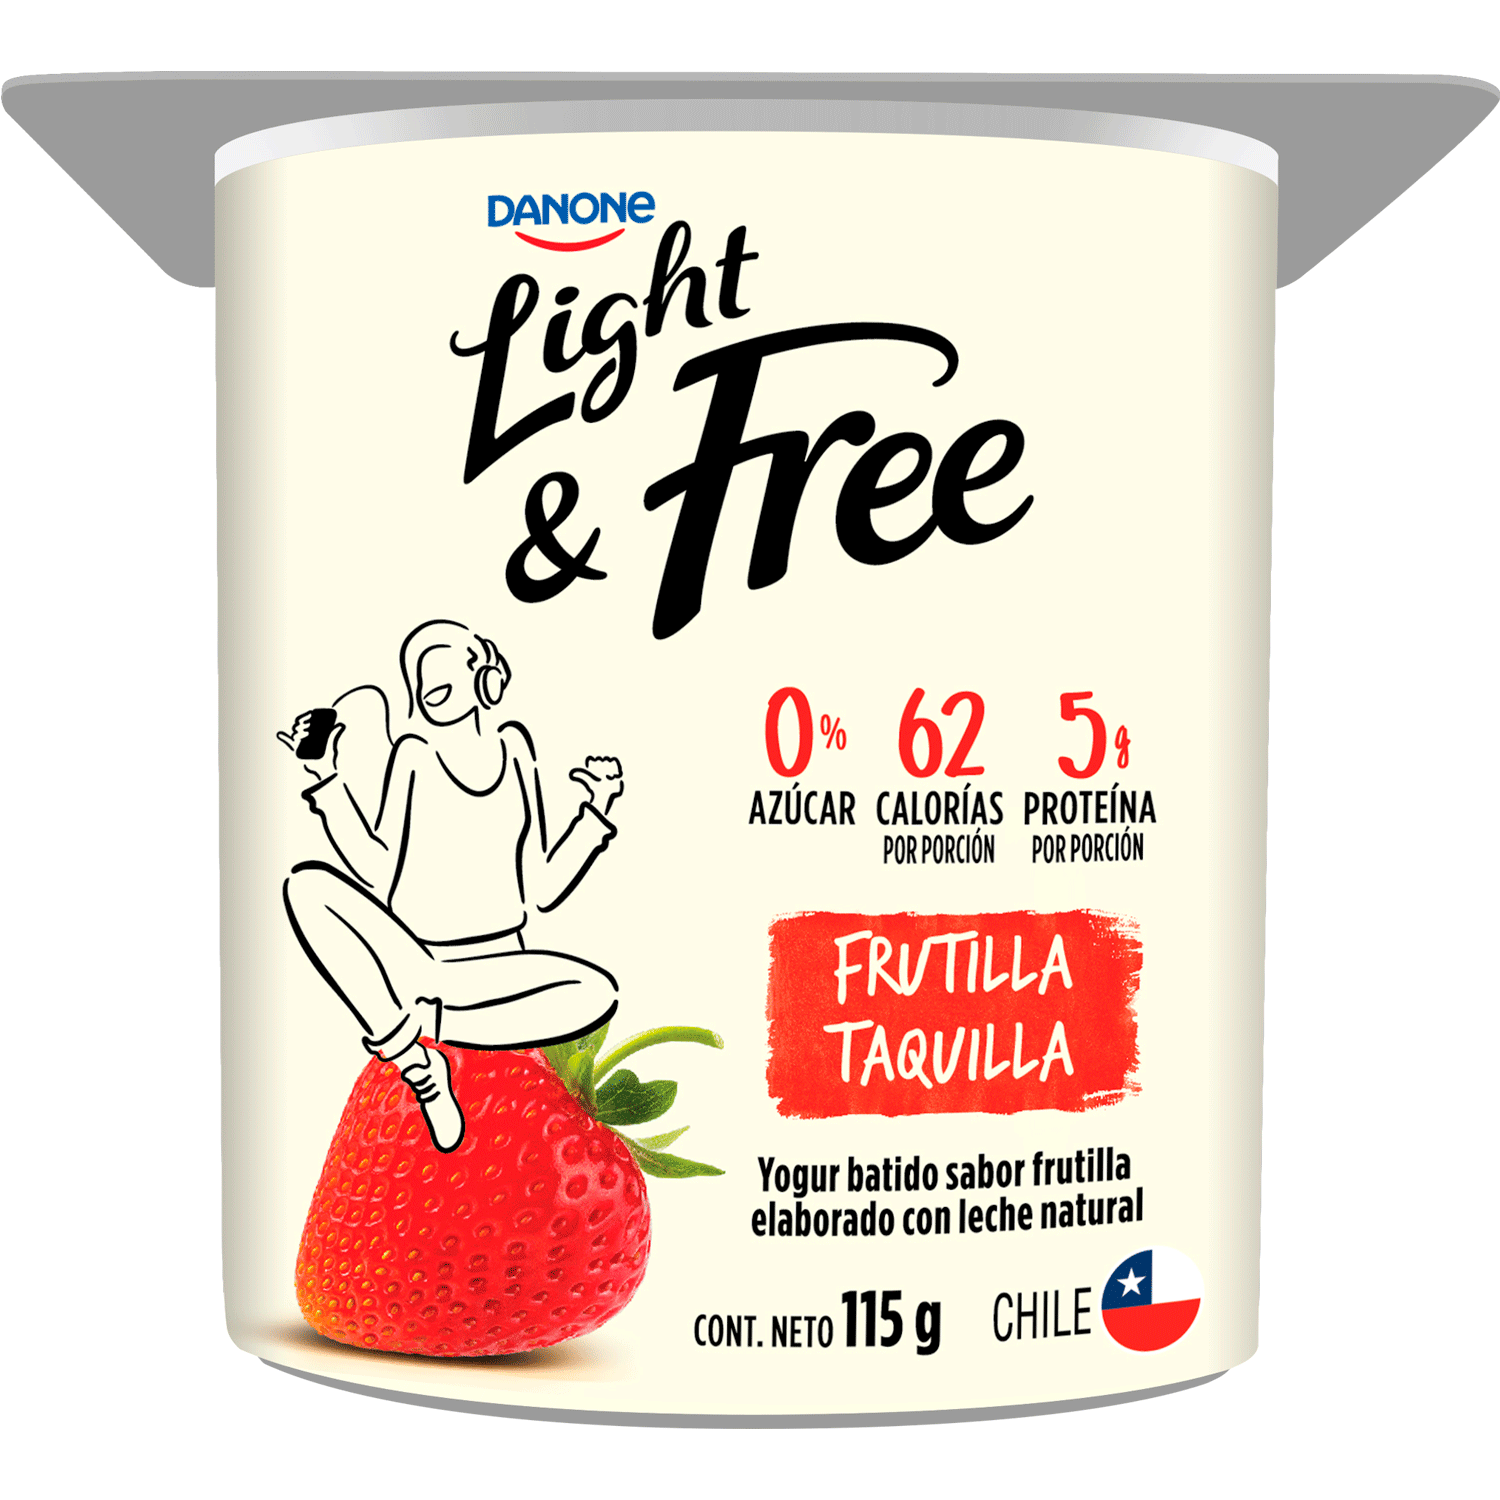 DANONE
Light
& Free
0% 62 5g
AZÚCAR CALORÍAS PROTEÍNA
POR PORCIÓN POR PORCIÓN
FRUTILLA
TAQUILLA
Yogur batido sabor frutilla
elaborado con leche natural
CONT. NETO 115 g CHILE